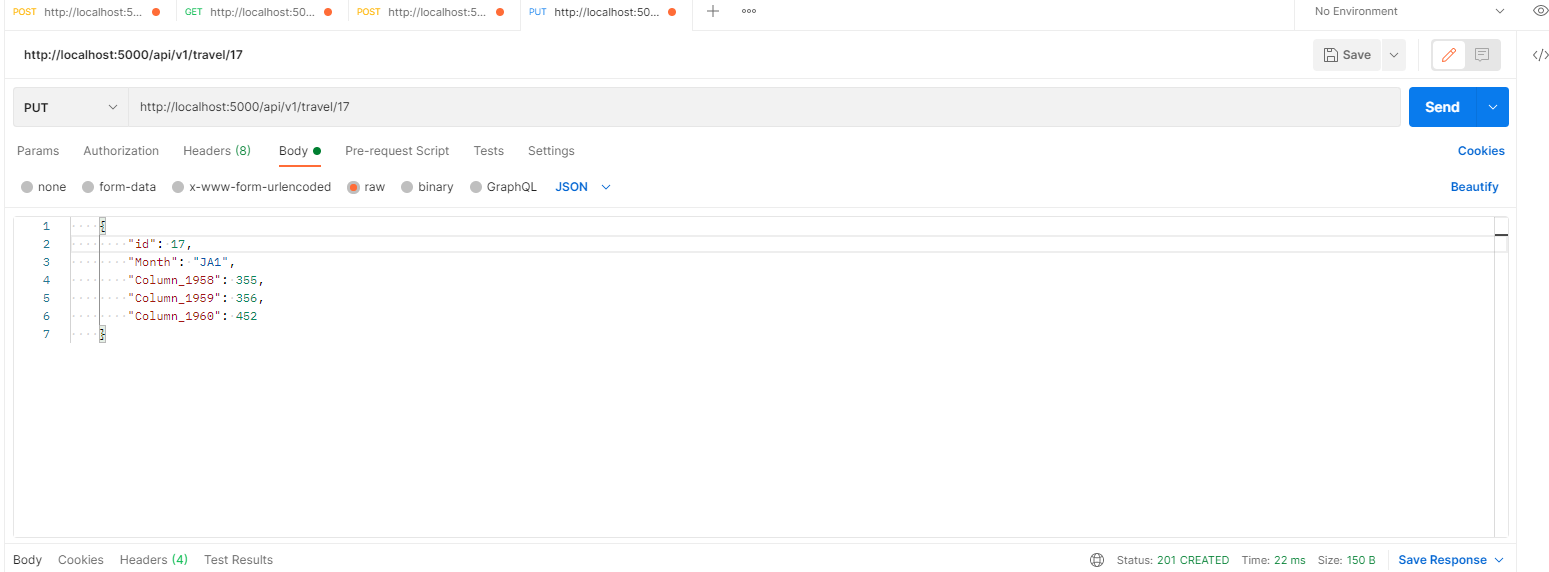 POST http://localhost:5... GET http://localhost:50... POST http://localhost:5... PUT http://localhost:50... No Environment
http://localhost:5000/api/v1/travel/17 Save
PUT http://localhost:5000/api/v1/travel/17 Send
Params Authorization Headers (8) Body Pre-request Script Tests Settings Cookies
none form-data x-www-form-urlencoded raw binary GraphQL JSON Beautify
1 {
2 "id": 17,
3 "Month": "JA1",
4 "Column_1958": 355,
5 "Column_1959": 356,
6 "Column_1960": 452
7 }
Body Cookies Headers (4) Test Results Status: 201 CREATED Time: 22 ms Size: 150 B Save Response